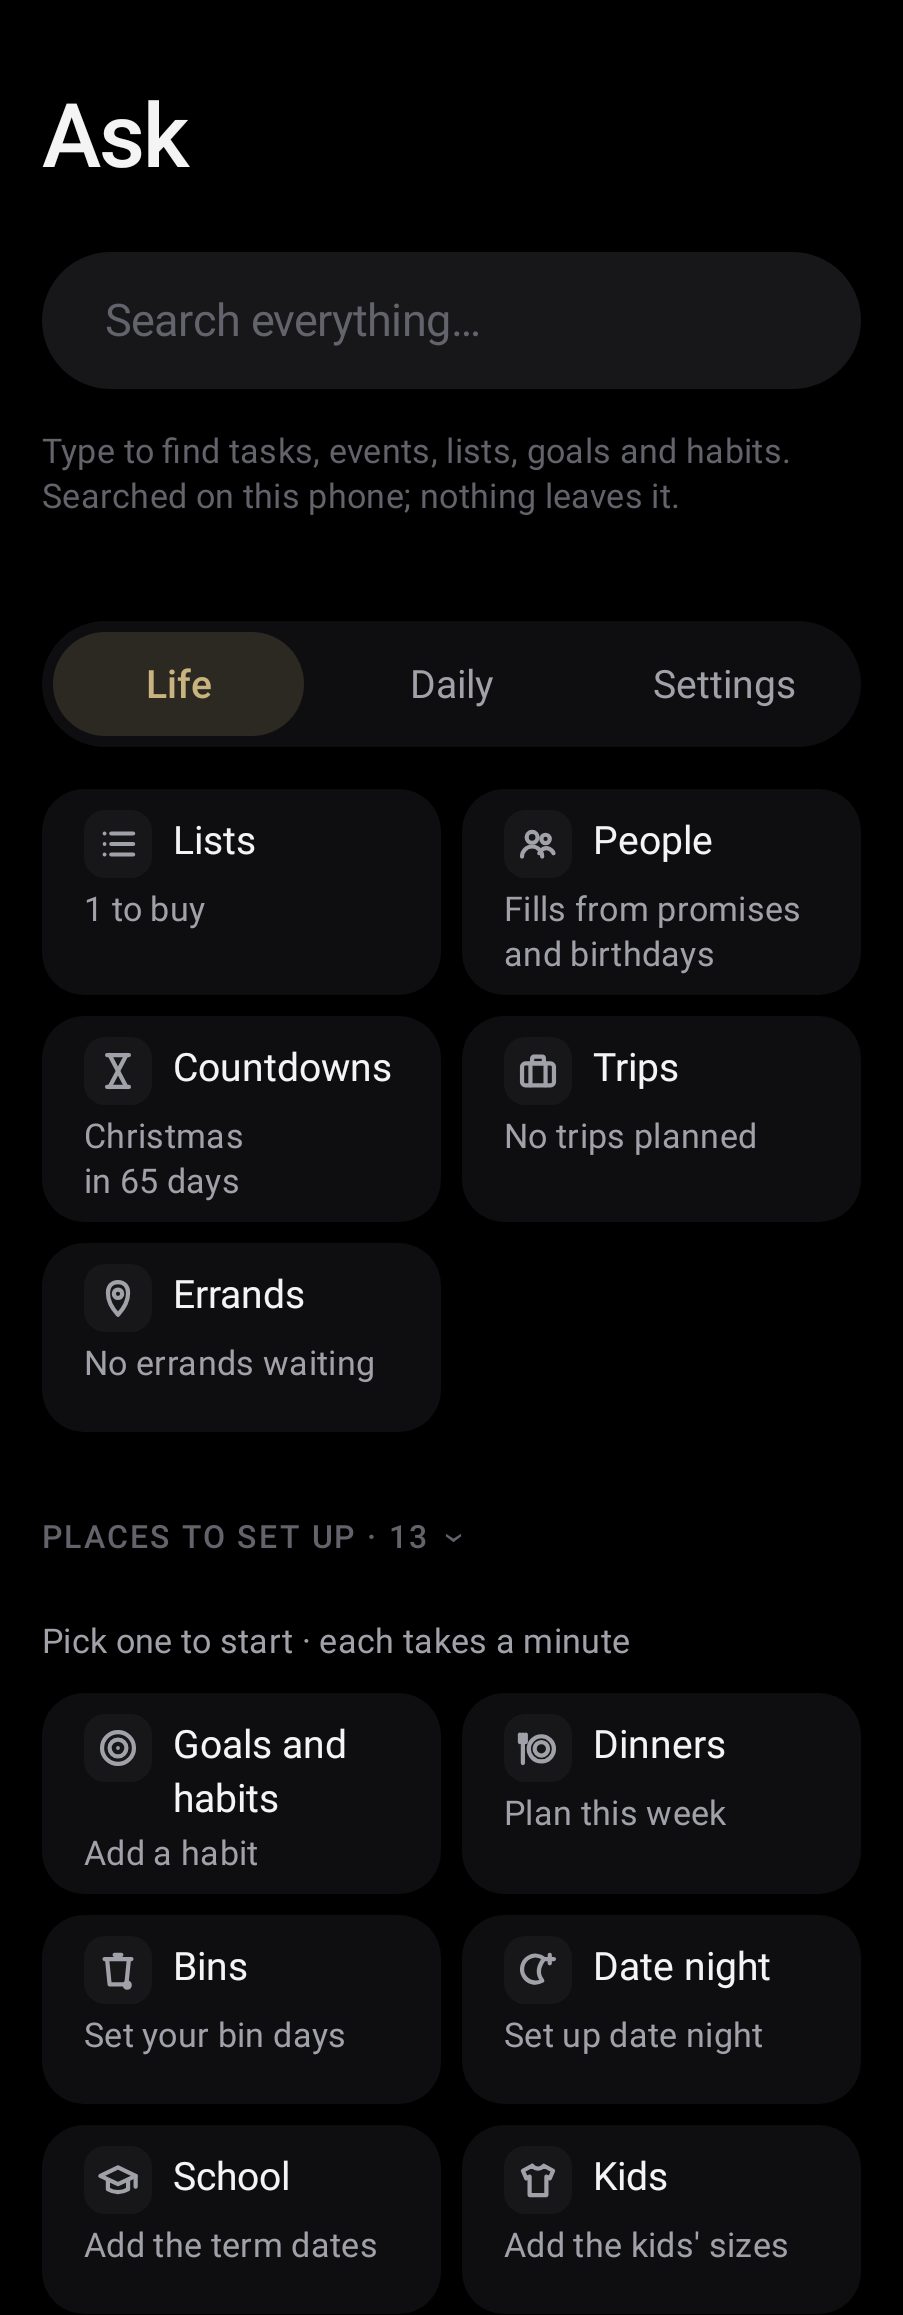 Ask
Search everything...
Type to find tasks, events, lists, goals and habits.
Searched on this phone; nothing leaves it.
Life
Daily
Settings
Lists
1 to buy
People
Fills from promises
and birthdays
Countdowns
Christmas
in 65 days
Trips
No trips planned
Errands
No errands waiting
PLACES TO SET UP · 13
Pick one to start · each takes a minute
Goals and
habits
Add a habit
Dinners
Plan this week
Bins
Set your bin days
Date night
Set up date night
School
Add the term dates
Kids
Add the kids' sizes